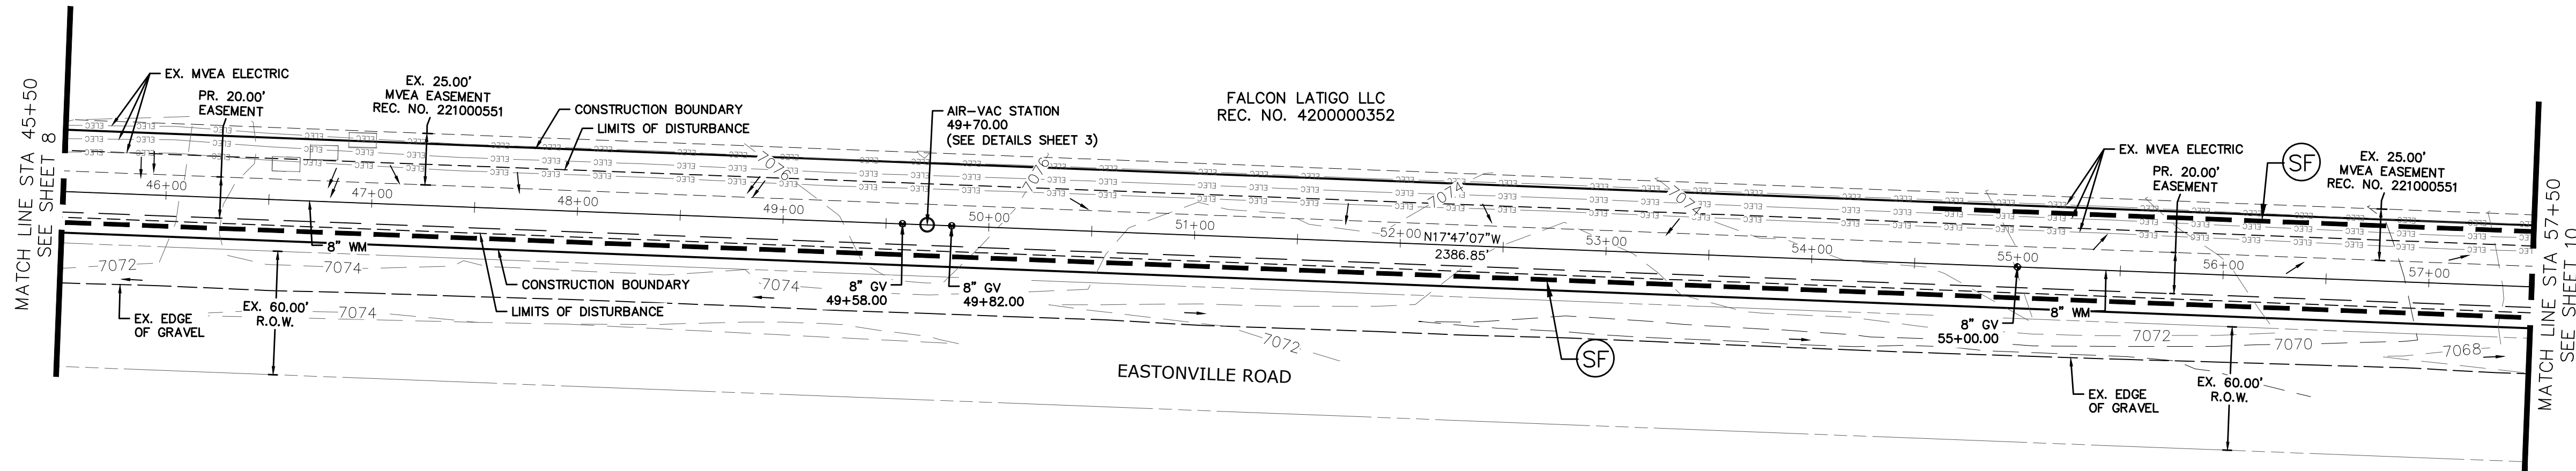 MATCH LINE STA 45+50
SEE SHEET 8
EX. MVEA ELECTRIC
PR. 20.00'
EASEMENT
EX. 25.00'
MVEA EASEMENT
REC. NO. 221000551
CONSTRUCTION BOUNDARY
LIMITS OF DISTURBANCE
AIR-VAC STATION
49+70.00
(SEE DETAILS SHEET 3)
FALCON LATIGO LLC
REC. NO. 4200000352
EX. MVEA ELECTRIC
PR. 20.00'
EASEMENT
SF
EX. 25.00'
MVEA EASEMENT
REC. NO. 221000551
MATCH LINE STA 57+50
SEE SHEET 10
ELEC
7076
7076
7074
7074
46+00
47+00
48+00
49+00
50+00
51+00
52+00
53+00
54+00
55+00
56+00
57+00
N17°47'07"W
2386.85'
8" WM
7072
7074
7074
7074
CONSTRUCTION BOUNDARY
LIMITS OF DISTURBANCE
EX. EDGE
OF GRAVEL
EX. 60.00'
R.O.W.
8" GV
49+58.00
8" GV
49+82.00
7072
EASTONVILLE ROAD
SF
8" GV
55+00.00
8" WM
7072
7070
7068
EX. EDGE
OF GRAVEL
EX. 60.00'
R.O.W.